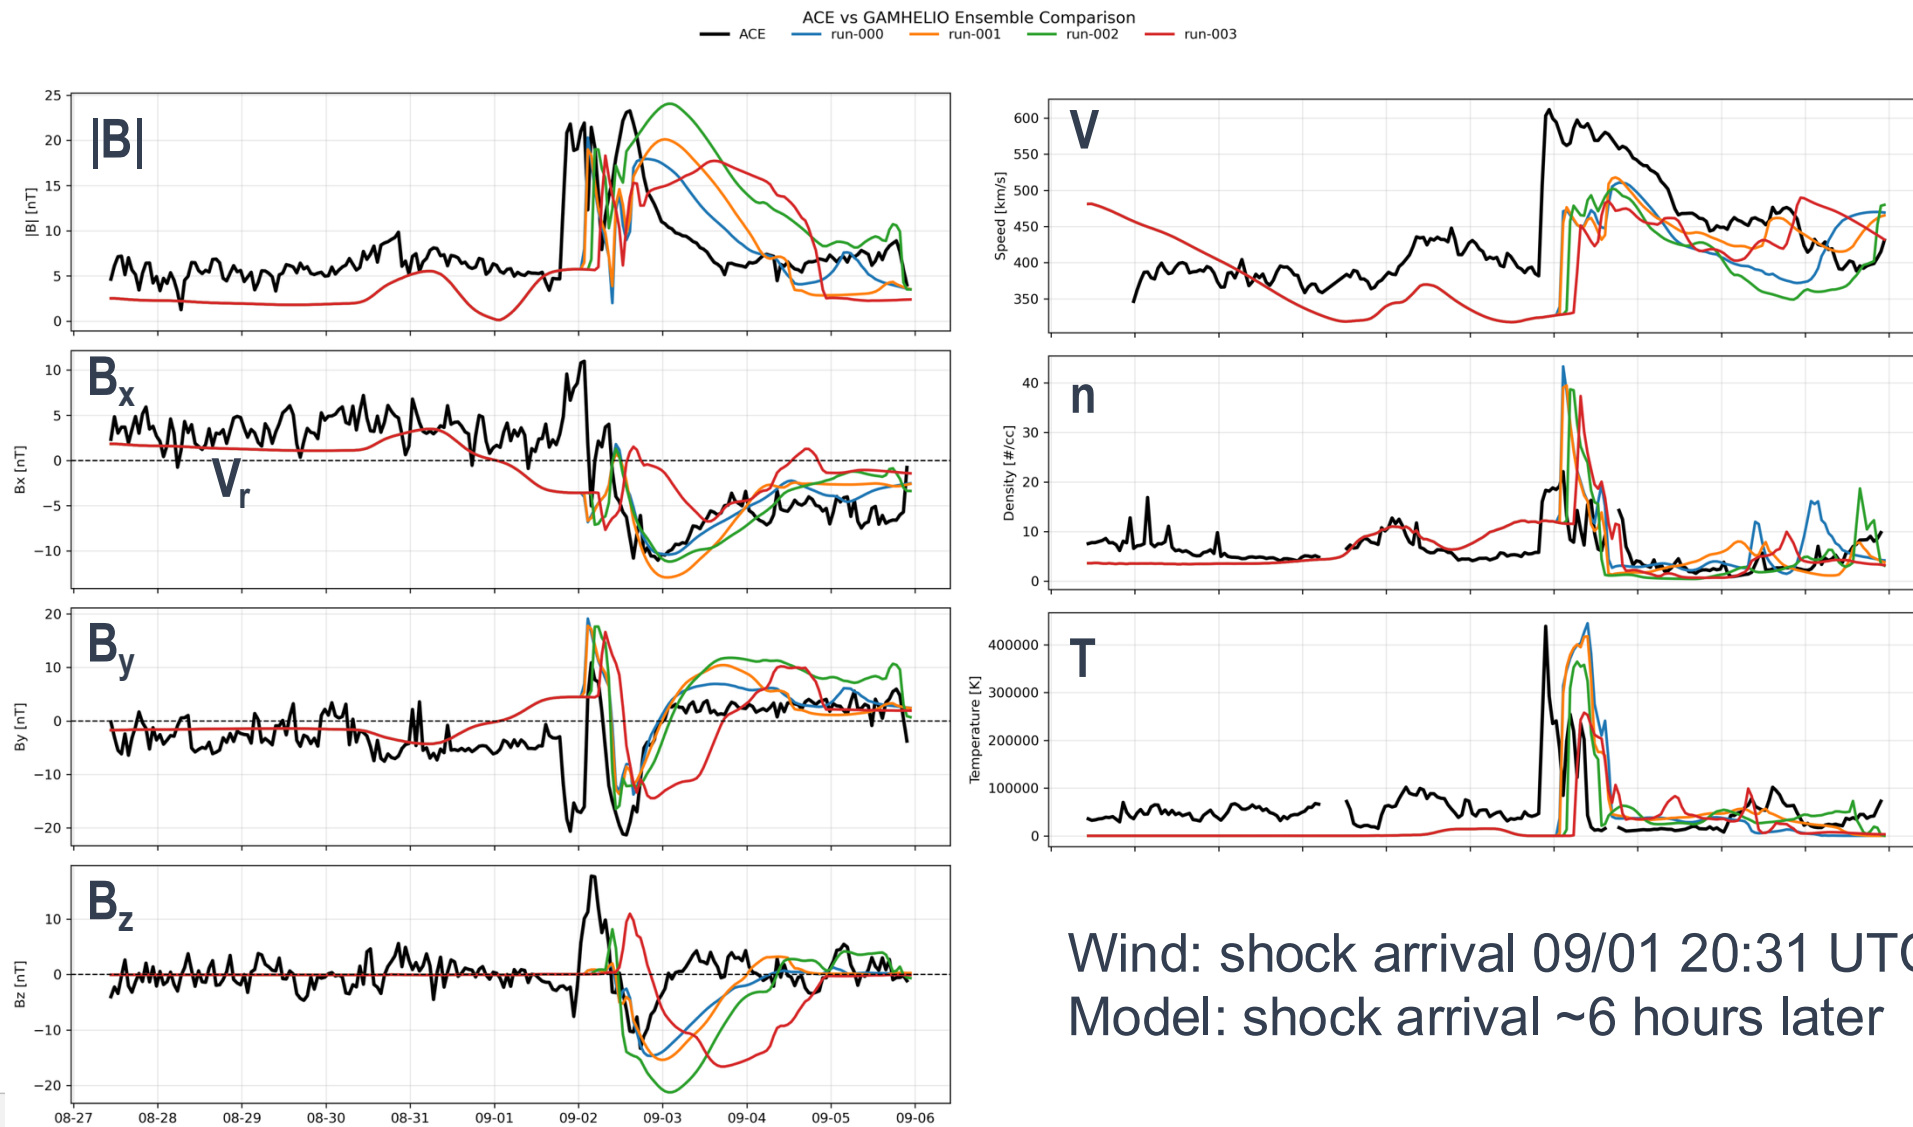 ACE vs GAMHELIO Ensemble Comparison
ACE run-000 run-001 run-002 run-003
|B|
|B| [nT]
25
20
15
10
5
0
Bx
Vr
Bx [nT]
10
5
0
−5
−10
By
By [nT]
20
10
0
−10
−20
Bz
Bz [nT]
10
0
−10
−20
08-27 08-28 08-29 08-30 08-31 09-01 09-02 09-03 09-04 09-05 09-06
V
Speed [km/s]
600
550
500
450
400
350
n
Density [#/cc]
40
30
20
10
0
T
Temperature [K]
400000
300000
200000
100000
0
Wind: shock arrival 09/01 20:31 UTC
Model: shock arrival ~6 hours later